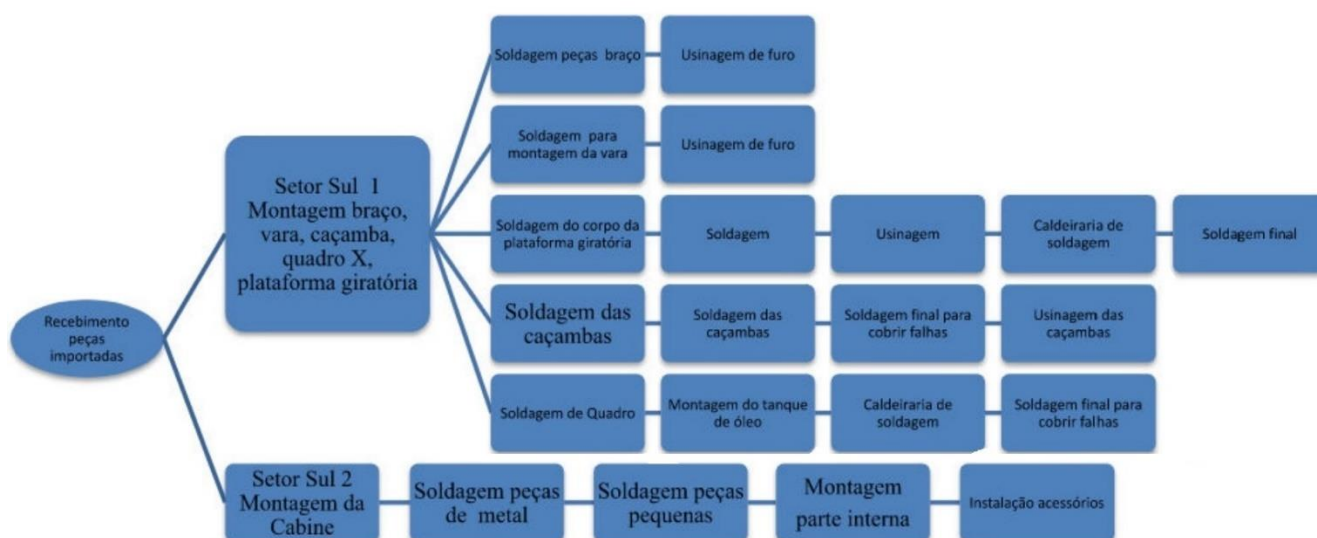 Recebimento
peças
importadas
Setor Sul 1
Montagem braço,
vara, caçamba,
quadro X,
plataforma giratória
Soldagem peças braço
Usinagem de furo
Soldagem para
montagem da vara
Usinagem de furo
Soldagem do corpo da
plataforma giratória
Soldagem
Usinagem
Caldeiraria de
soldagem
Soldagem final
Soldagem das
caçambas
Soldagem das
caçambas
Soldagem final para
cobrir falhas
Usinagem das
caçambas
Soldagem de Quadro
Montagem do tanque
de óleo
Caldeiraria de
soldagem
Soldagem final para
cobrir falhas
Setor Sul 2
Montagem da
Cabine
Soldagem peças
de metal
Soldagem peças
pequenas
Montagem
parte interna
Instalação acessórios